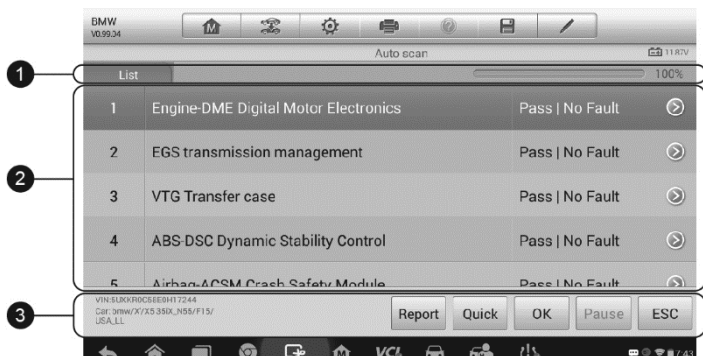 BMW
V0.99.04
Auto scan
11.87V
1
List
100%
2
1 Engine-DME Digital Motor Electronics Pass | No Fault
2 EGS transmission management Pass | No Fault
3 VTG Transfer case Pass | No Fault
4 ABS-DSC Dynamic Stability Control Pass | No Fault
5 Airbag-ACSM Crash Safety Module Pass | No Fault
3
Car: bmw/X'/X5 35iX_N55/F15/
USA_LL
Report Quick OK Pause ESC
VCI
7:43